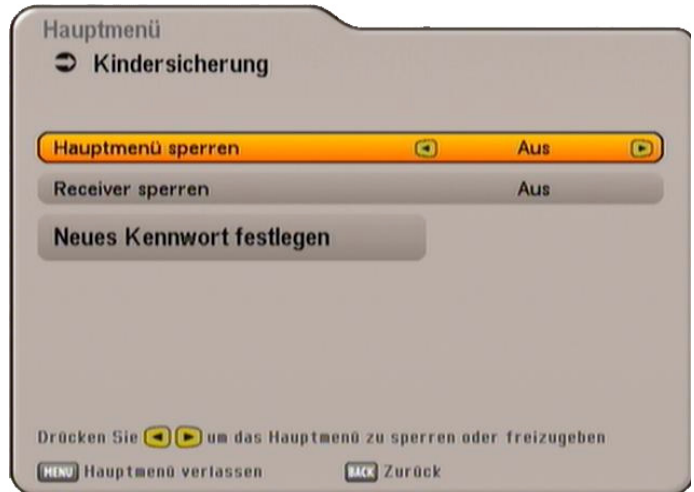 Hauptmenü
Kindersicherung
Hauptmenü sperren Aus
Receiver sperren Aus
Neues Kennwort festlegen
Drücken Sie um das Hauptmenü zu sperren oder freizugeben
MENU Hauptmenü verlassen BACK Zurück